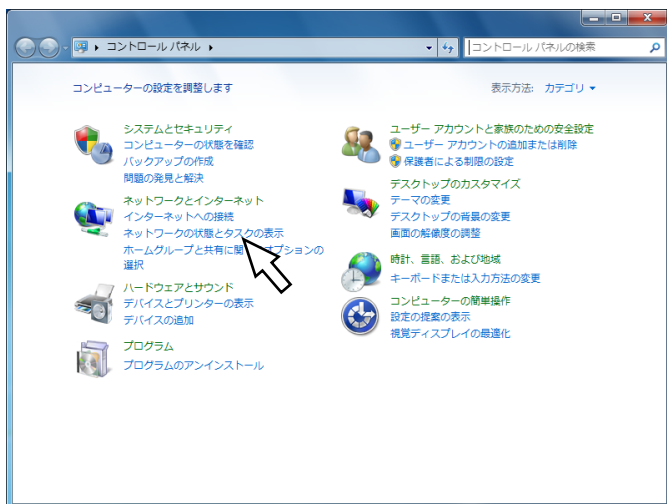 コントロール パネル
コントロール パネルの検索
コンピューターの設定を調整します
表示方法: カテゴリ
システムとセキュリティ
コンピューターの状態を確認
バックアップの作成
問題の発見と解決
ネットワークとインターネット
インターネットへの接続
ネットワークの状態とタスクの表示
ホームグループと共有に関 オプションの
選択
ハードウェアとサウンド
デバイスとプリンターの表示
デバイスの追加
プログラム
プログラムのアンインストール
ユーザー アカウントと家族のための安全設定
ユーザー アカウントの追加または削除
保護者による制限の設定
デスクトップのカスタマイズ
テーマの変更
デスクトップの背景の変更
画面の解像度の調整
時計、言語、および地域
キーボードまたは入力方法の変更
コンピューターの簡単操作
設定の提案の表示
視覚ディスプレイの最適化